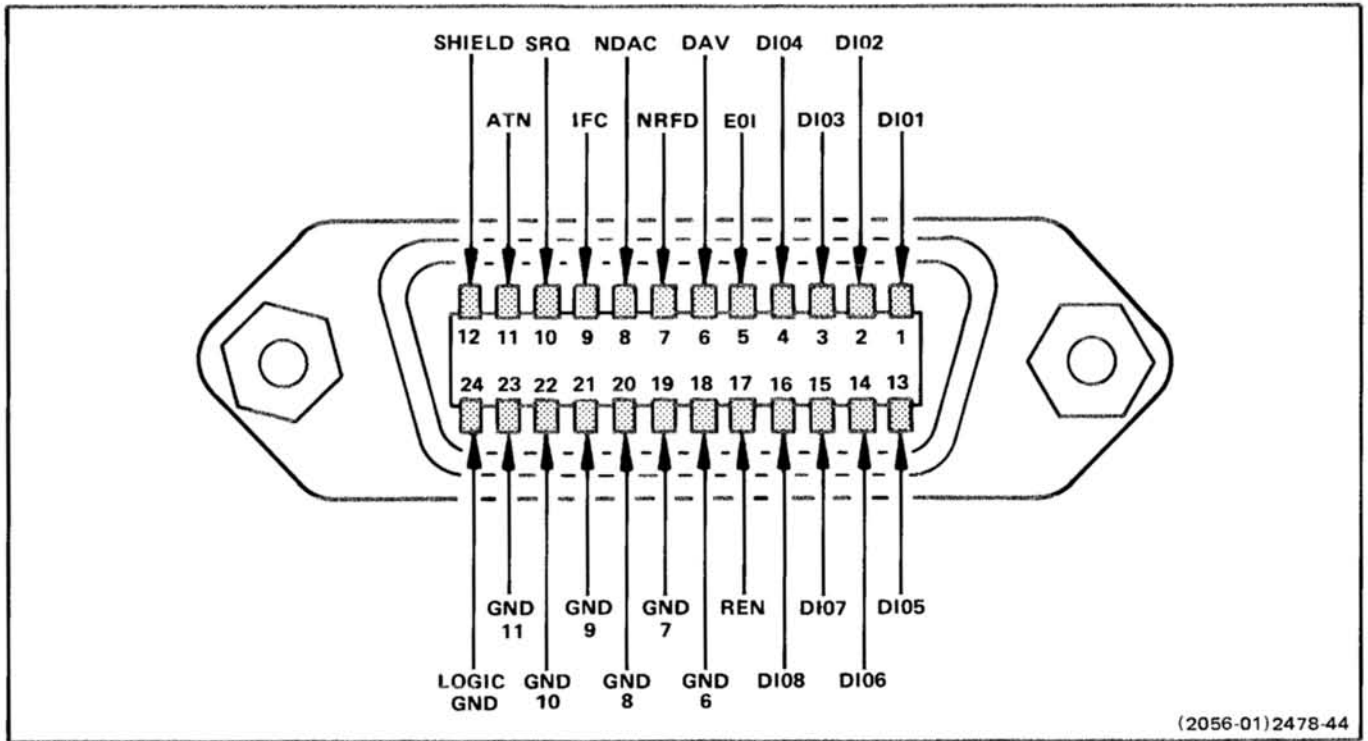 SHIELD SRQ NDAC DAV DI04 DI02
ATN IFC NRFD E0I DI03 DI01
12 11 10 9 8 7 6 5 4 3 2 1
24 23 22 21 20 19 18 17 16 15 14 13
GND 11 GND 9 GND 7 REN DI07 DI05
LOGIC GND GND 10 GND 8 GND 6 DI08 DI06
(2056-01)2478-44